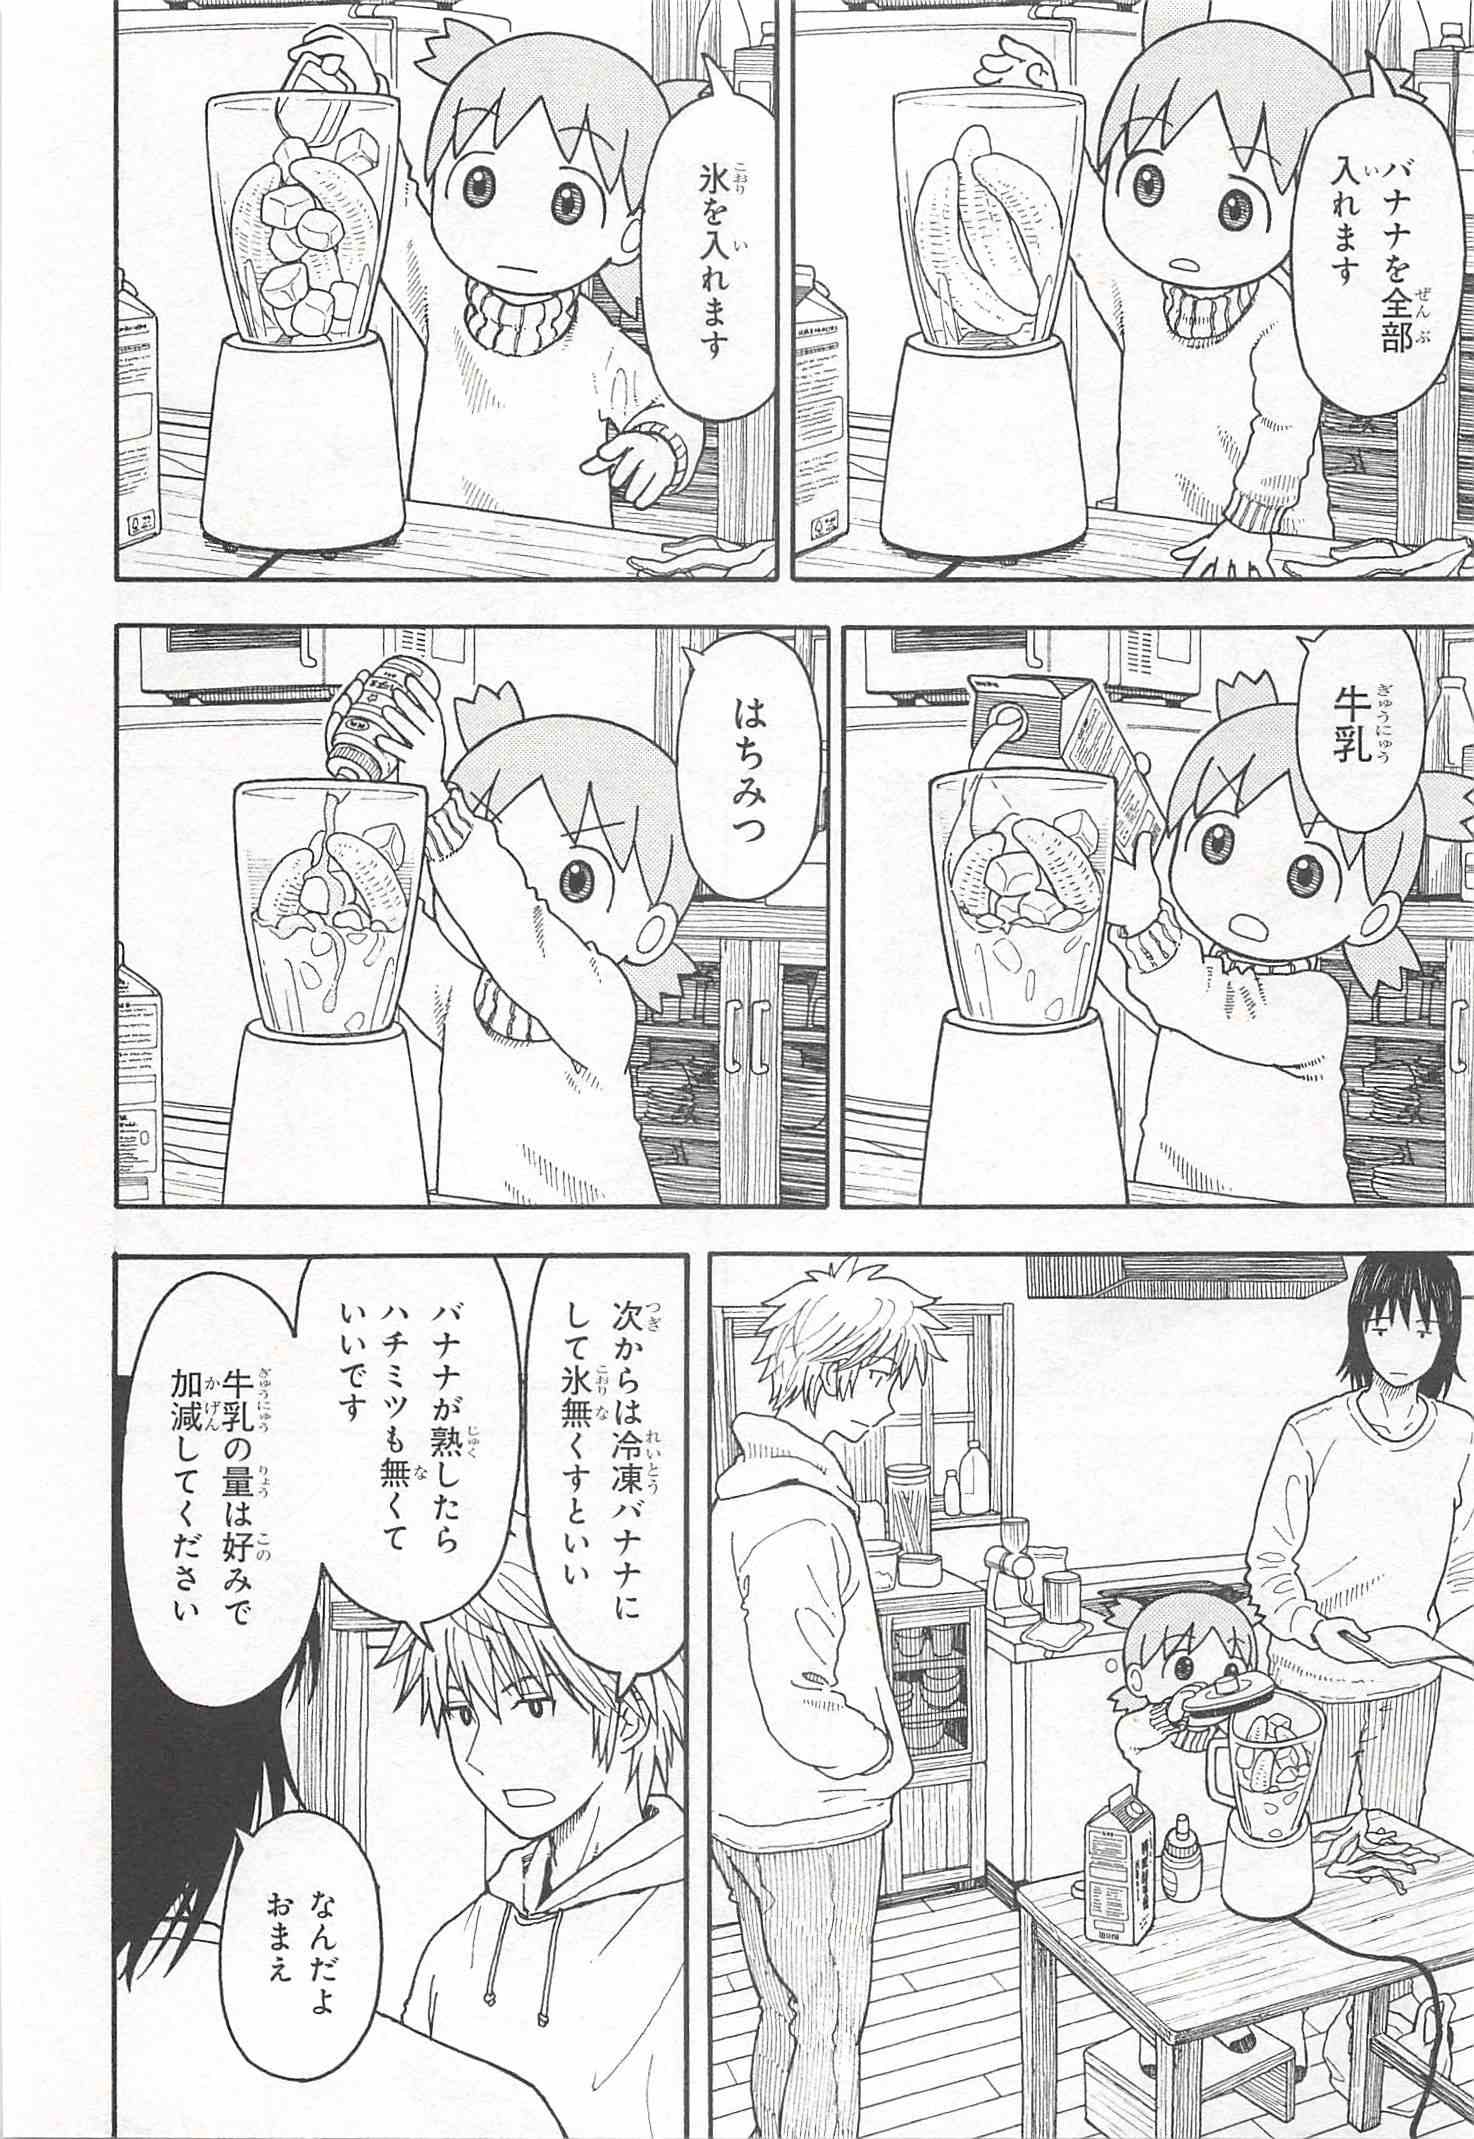 バナナを全部
入れます
氷を入れます
牛乳
はちみつ
次からは冷凍バナナに
して氷無くすといい
バナナが熟したら
ハチミツも無くて
いいです
牛乳の量は好みで
加減してください
なんだよ
おまえ